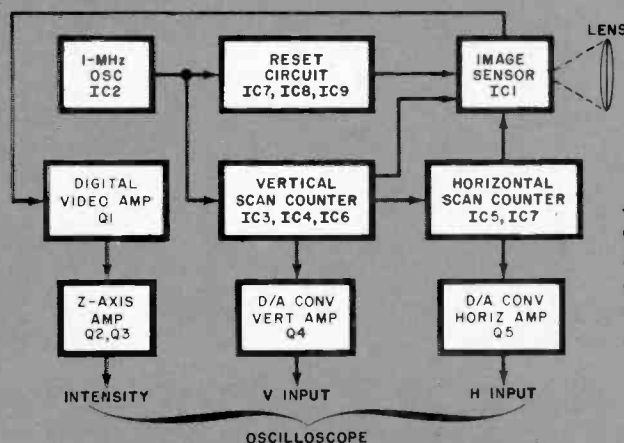 LENS
1-MHz
OSC
IC2
RESET
CIRCUIT
IC7, IC8, IC9
IMAGE
SENSOR
IC1
DIGITAL
VIDEO AMP
Q1
VERTICAL
SCAN COUNTER
IC3, IC4, IC6
HORIZONTAL
SCAN COUNTER
IC5, IC7
Z-AXIS
AMP
Q2, Q3
D/A CONV
VERT AMP
Q4
D/A CONV
HORIZ AMP
Q5
INTENSITY
V INPUT
H INPUT
OSCILLOSCOPE